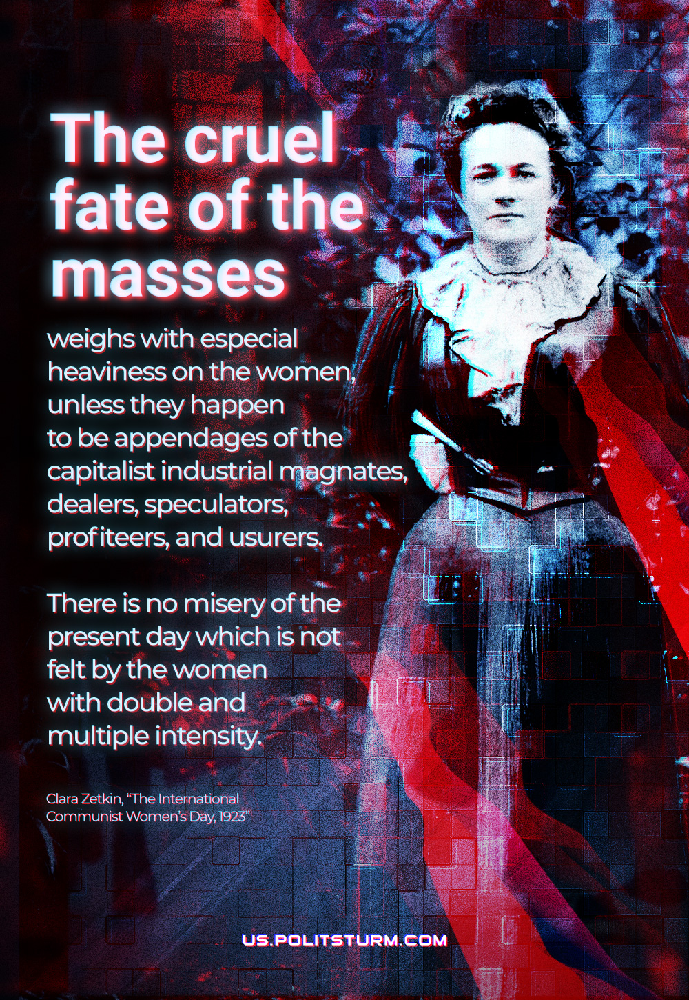 The cruel
fate of the
masses
weighs with especial
heaviness on the women,
unless they happen
to be appendages of the
capitalist industrial magnates,
dealers, speculators,
profiteers, and usurers.
There is no misery of the
present day which is not
felt by the women
with double and
multiple intensity.
Clara Zetkin, “The International
Communist Women’s Day, 1923”
US.POLITSTURM.COM